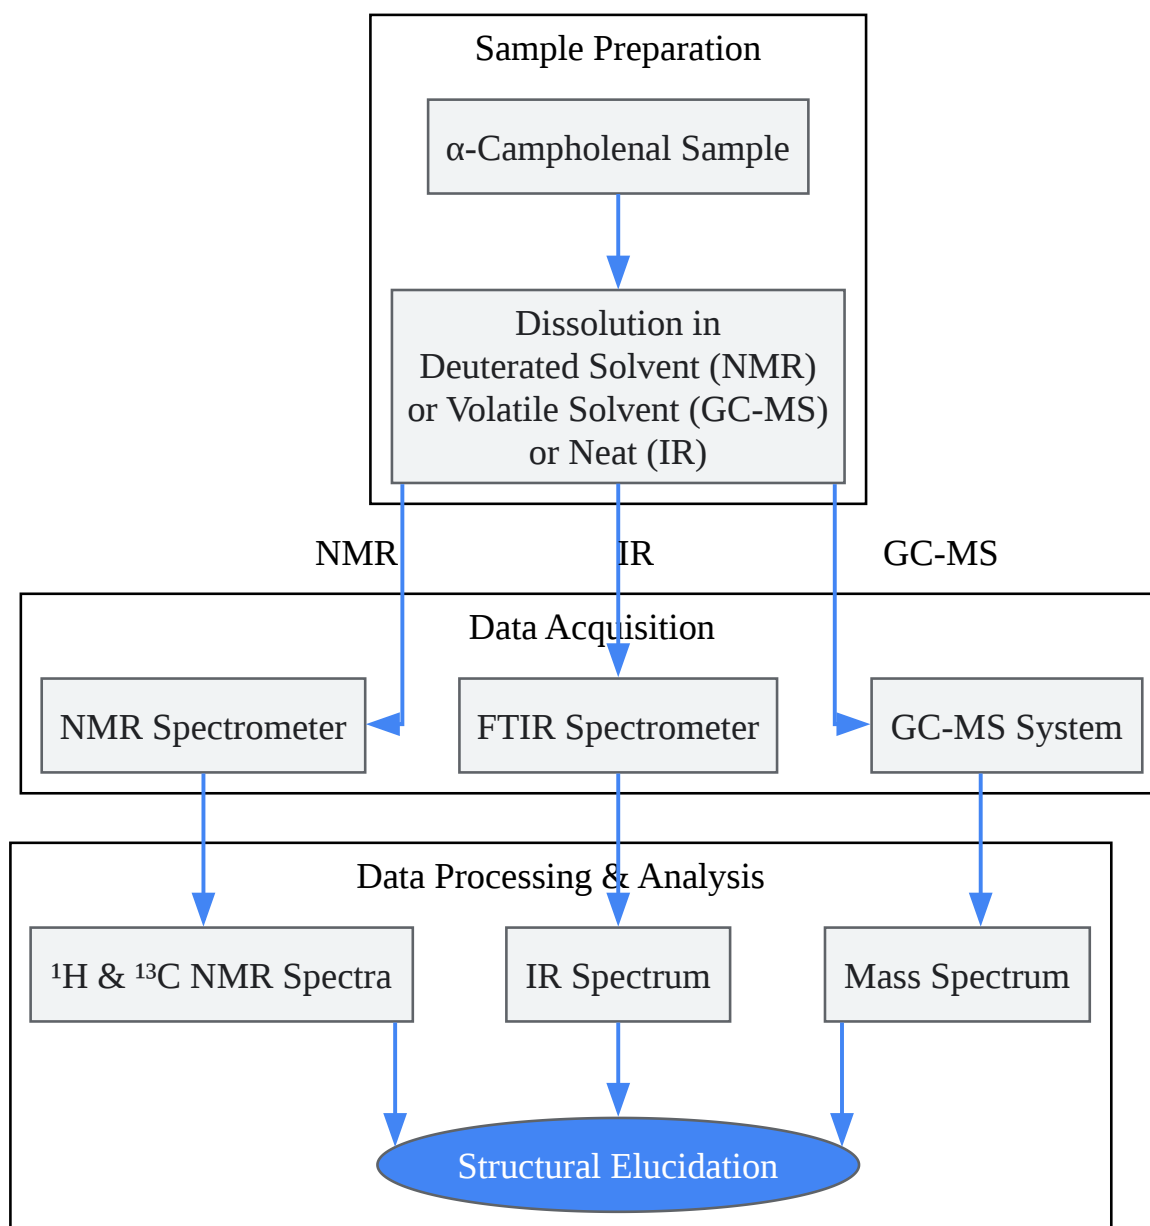 Sample Preparation
α-Campholenal Sample
Dissolution in
Deuterated Solvent (NMR)
or Volatile Solvent (GC-MS)
or Neat (IR)
NMR
IR
GC-MS
Data Acquisition
NMR Spectrometer
FTIR Spectrometer
GC-MS System
Data Processing & Analysis
¹H & ¹³C NMR Spectra
IR Spectrum
Mass Spectrum
Structural Elucidation